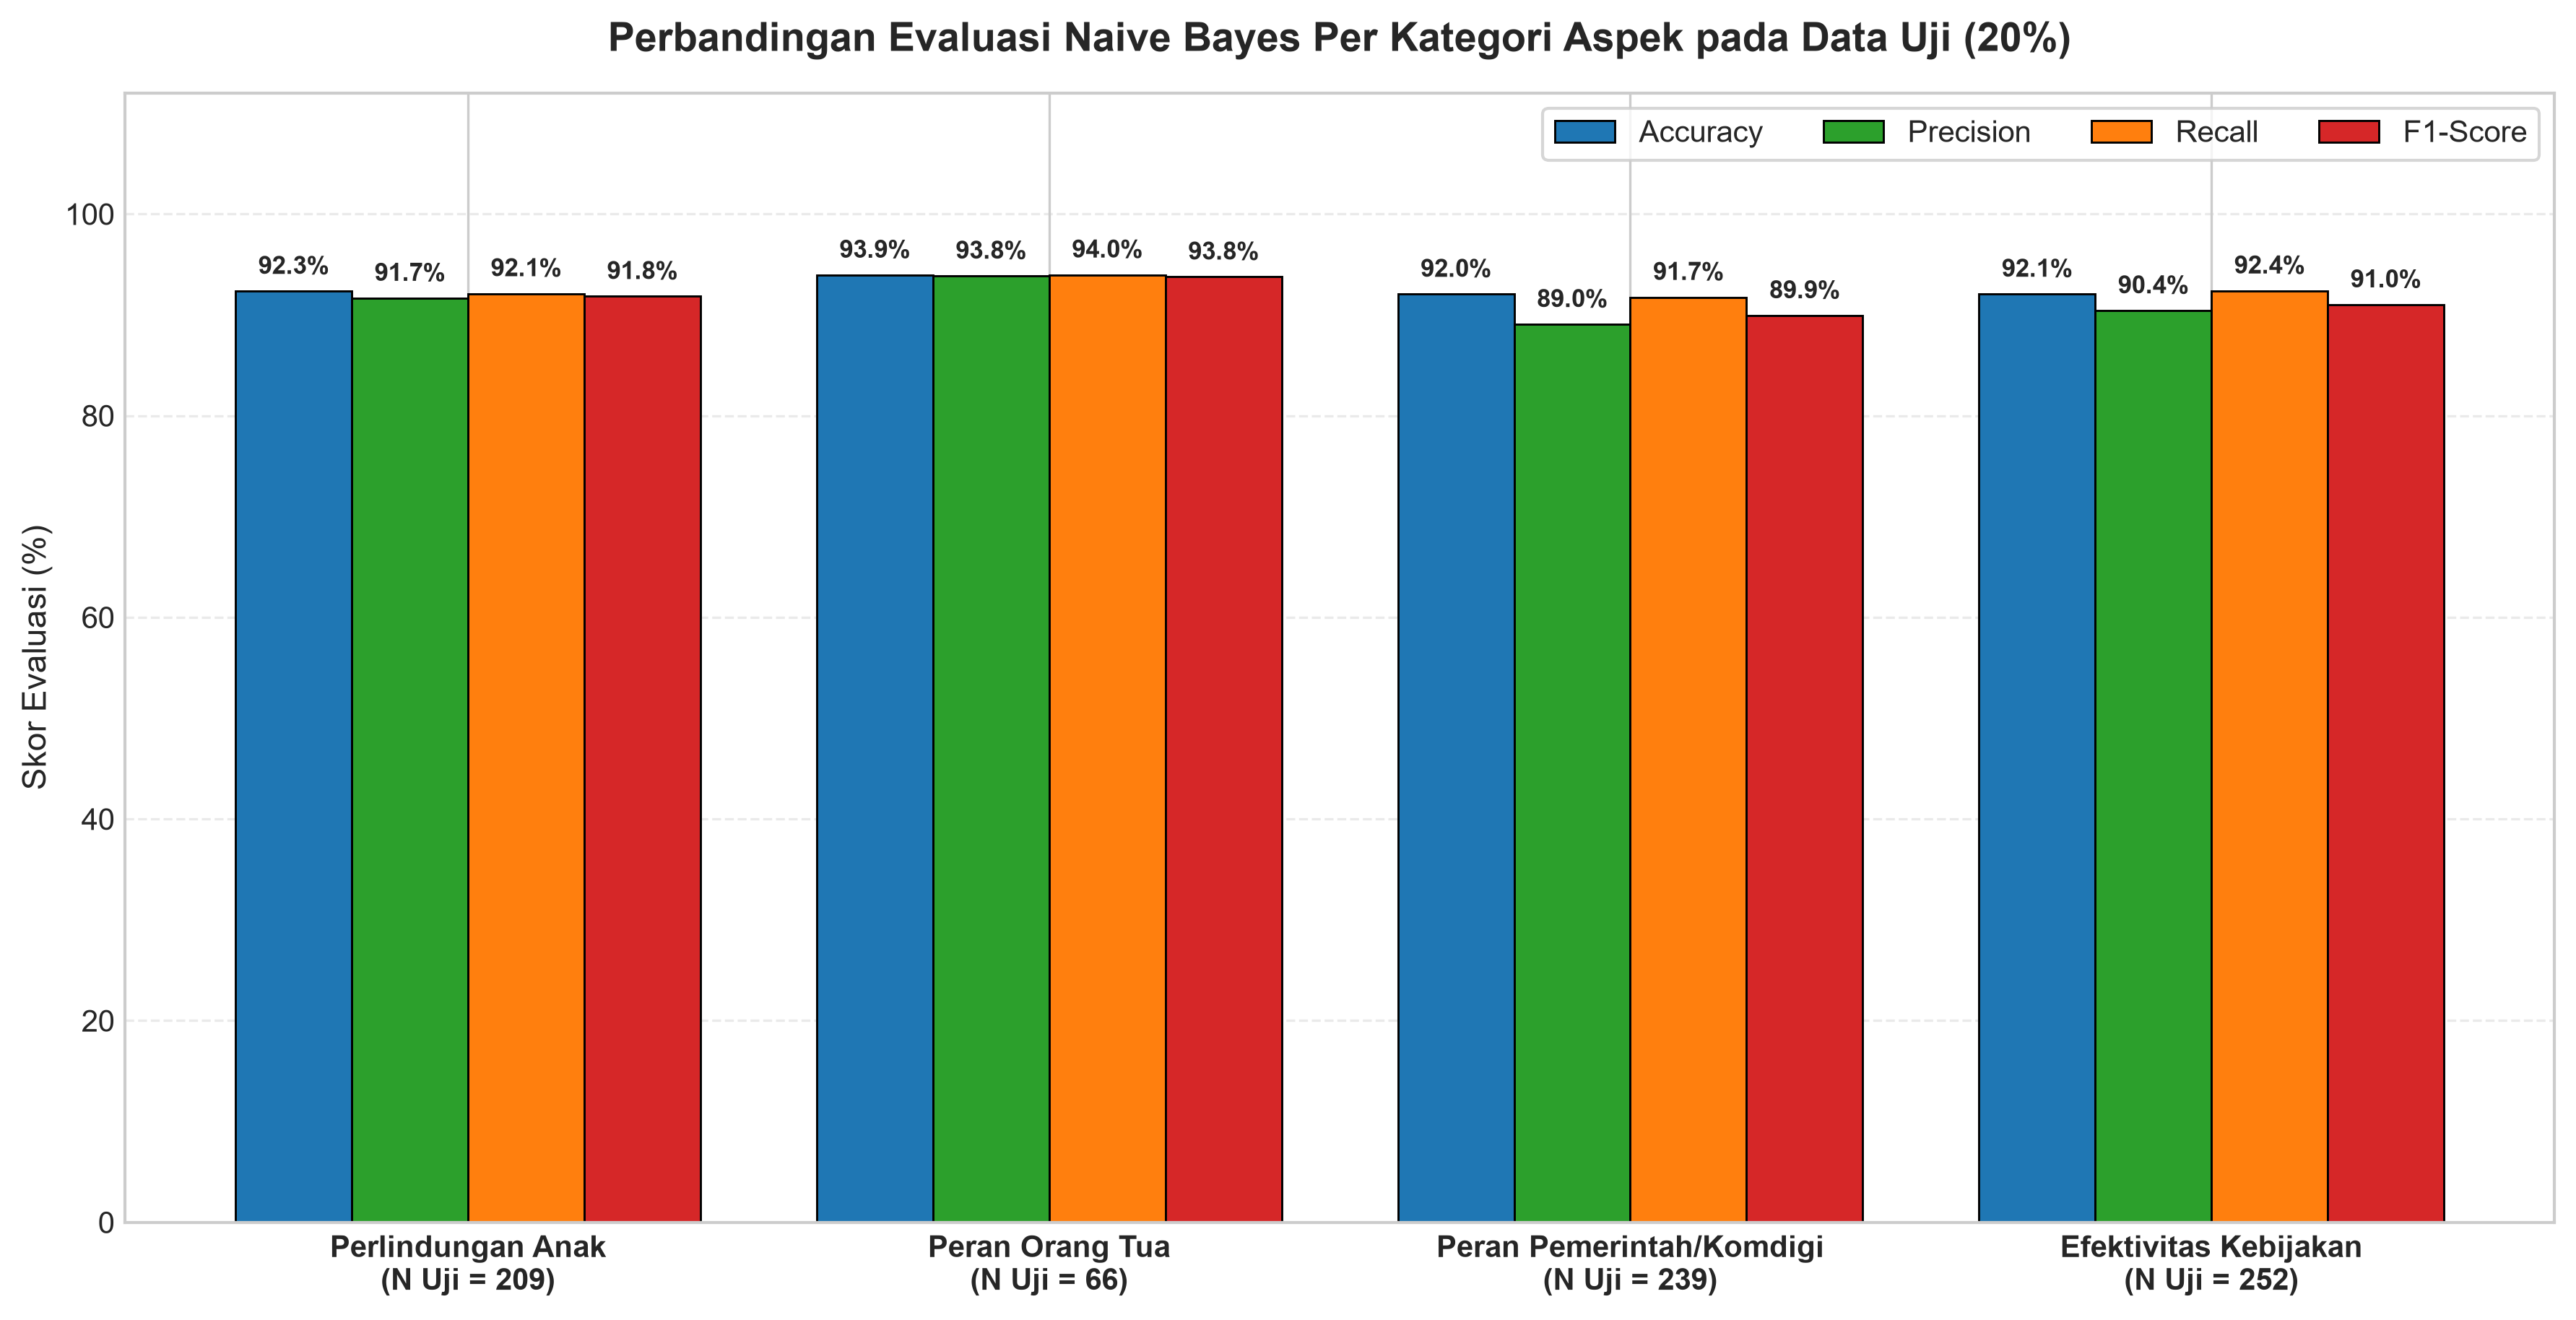 Perbandingan Evaluasi Naive Bayes Per Kategori Aspek pada Data Uji (20%)
Accuracy Precision Recall F1-Score
Skor Evaluasi (%)
100
80
60
40
20
0
92.3% 91.7% 92.1% 91.8%
93.9% 93.8% 94.0% 93.8%
92.0% 89.0% 91.7% 89.9%
92.1% 90.4% 92.4% 91.0%
Perlindungan Anak
(N Uji = 209)
Peran Orang Tua
(N Uji = 66)
Peran Pemerintah/Komdigi
(N Uji = 239)
Efektivitas Kebijakan
(N Uji = 252)